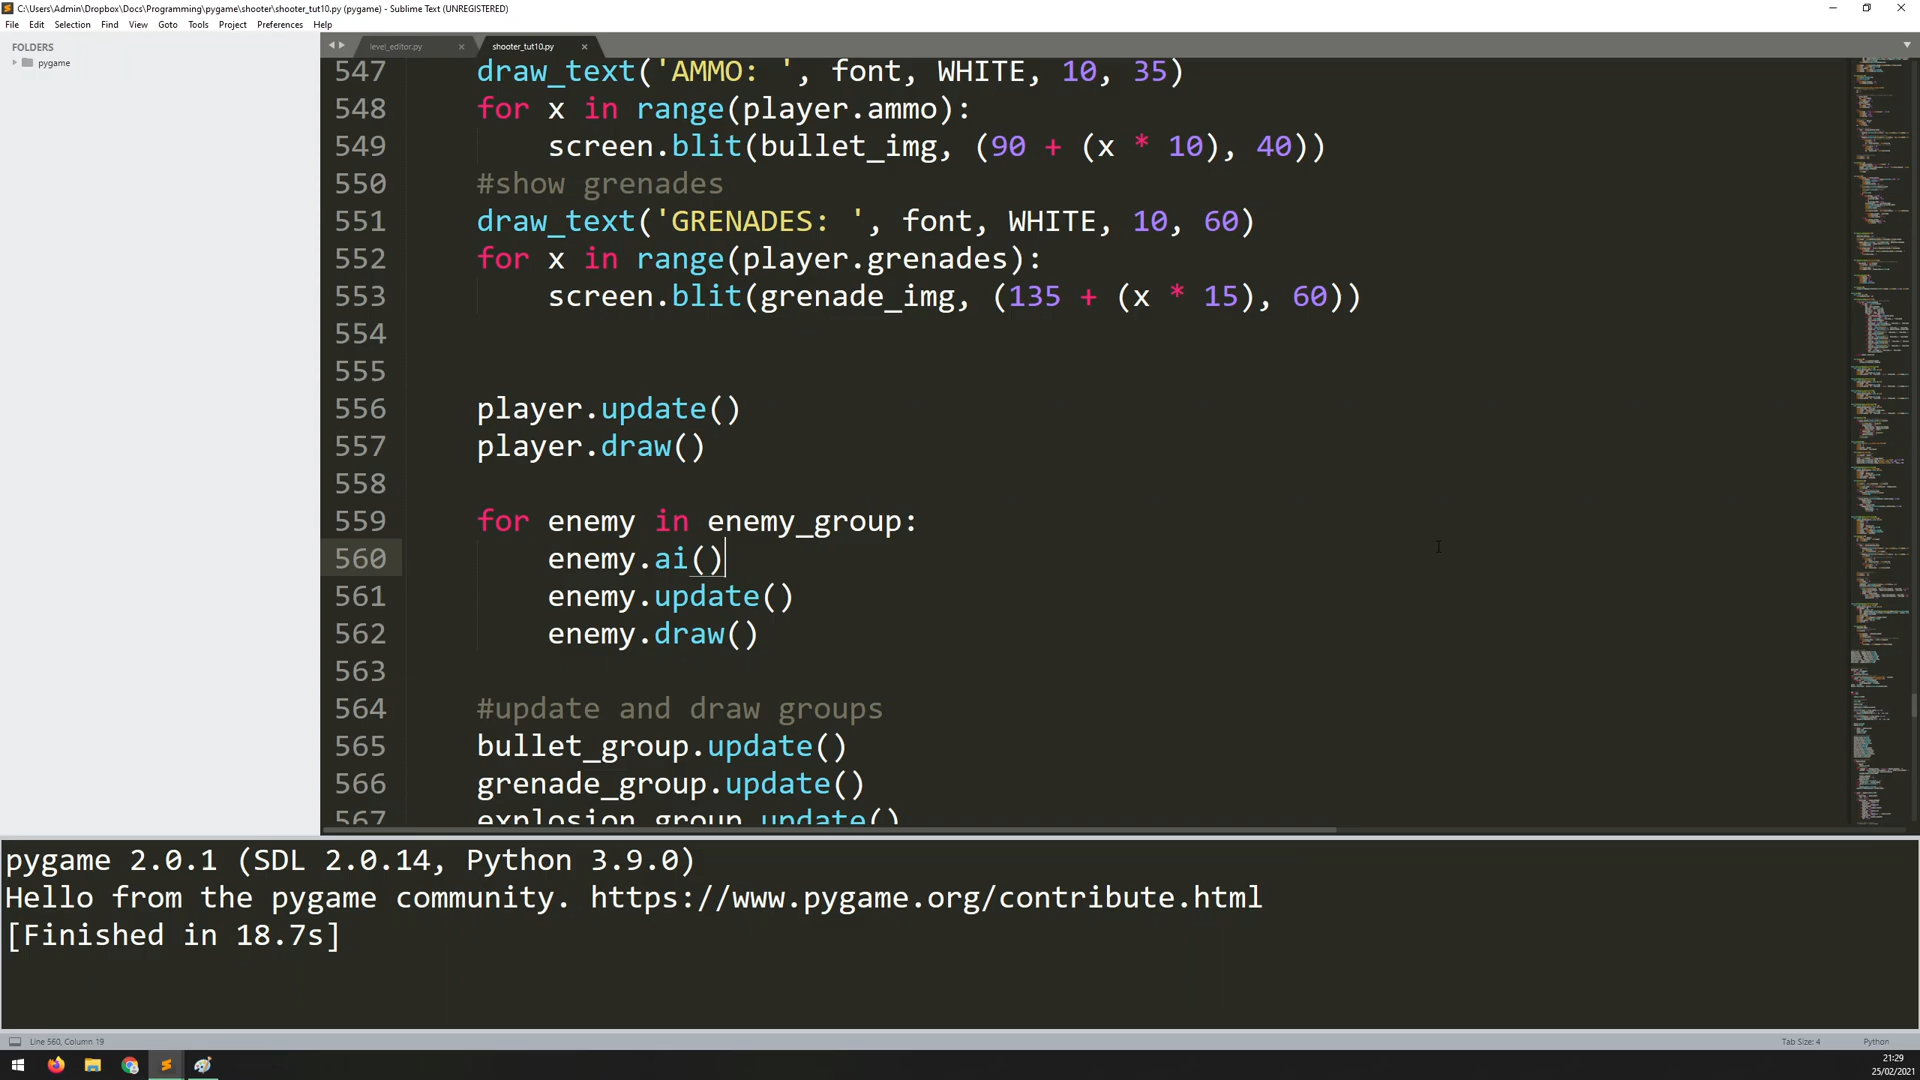 C:\Users\Admin\Dropbox\Docs\Programming\pygame\shooter\shooter_tut10.py (pygame) - Sublime Text (UNREGISTERED)
File Edit Selection Find View Goto Tools Project Preferences Help
FOLDERS
pygame
level_editor.py
shooter_tut10.py
547 draw_text('AMMO: ', font, WHITE, 10, 35)
548 for x in range(player.ammo):
549 screen.blit(bullet_img, (90 + (x * 10), 40))
550 #show grenades
551 draw_text('GRENADES: ', font, WHITE, 10, 60)
552 for x in range(player.grenades):
553 screen.blit(grenade_img, (135 + (x * 15), 60))
554
555
556 player.update()
557 player.draw()
558
559 for enemy in enemy_group:
560 enemy.ai()
561 enemy.update()
562 enemy.draw()
563
564 #update and draw groups
565 bullet_group.update()
566 grenade_group.update()
567 explosion_group.update()
pygame 2.0.1 (SDL 2.0.14, Python 3.9.0)
Hello from the pygame community. https://www.pygame.org/contribute.html
[Finished in 18.7s]
Line 560, Column 19
Tab Size: 4
Python
21:29
25/02/2021